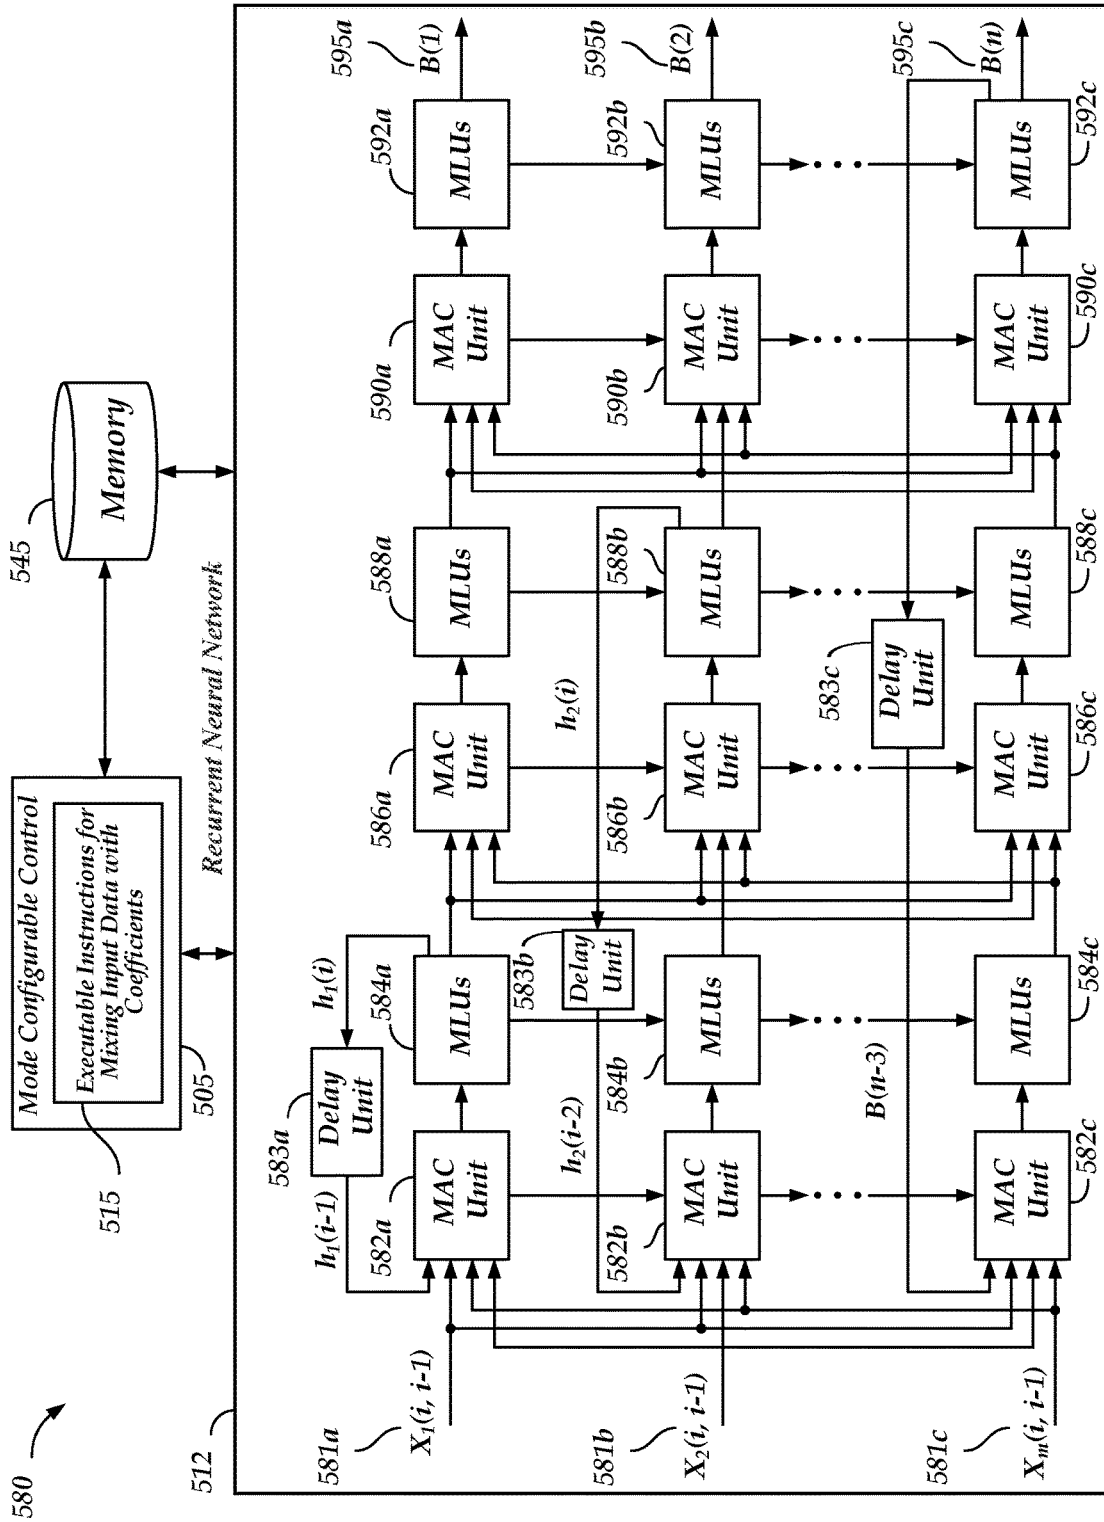 580
512
515
505
Mode Configurable Control
Executable Instructions for
Mixing Input Data with
Coefficients
545
Memory
Recurrent Neural Network
581a
X₁(i, i-1)
h₁(i-1)
583a
Delay
Unit
h₁(i)
582a
MAC
Unit
584a
MLUs
586a
MAC
Unit
588a
MLUs
590a
MAC
Unit
592a
MLUs
595a
B(1)
581b
X₂(i, i-1)
h₂(i-2)
583b
Delay
Unit
h₂(i)
582b
MAC
Unit
584b
MLUs
586b
MAC
Unit
588b
MLUs
590b
MAC
Unit
592b
MLUs
595b
B(2)
581c
Xₘ(i, i-1)
B(n-3)
583c
Delay
Unit
582c
MAC
Unit
584c
MLUs
586c
MAC
Unit
588c
MLUs
590c
MAC
Unit
592c
MLUs
595c
B(n)